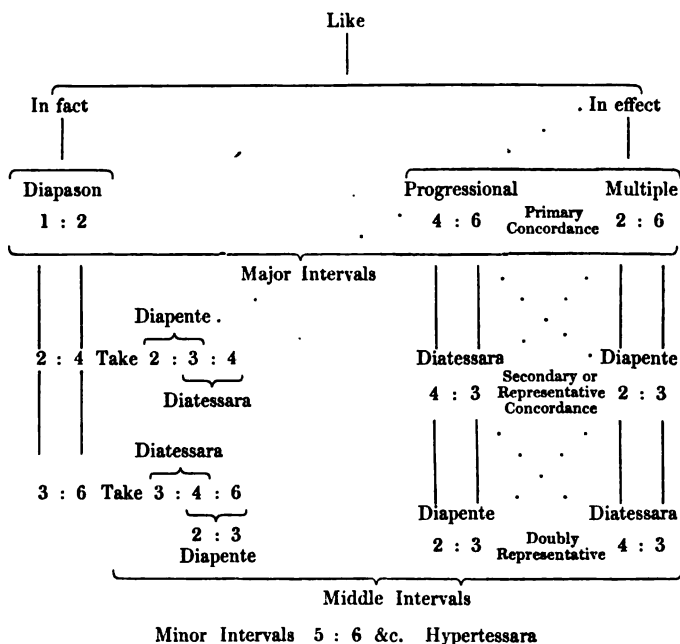 Like
In fact In effect
Diapason Progressional Multiple
1 : 2 4 : 6 Primary Concordance 2 : 6
Major Intervals
Diapente
2 : 4 Take 2 : 3 : 4
Diatessara
Diatessara Diapente
4 : 3 Secondary or Representative Concordance 2 : 3
Diatessara
3 : 6 Take 3 : 4 : 6
2 : 3
Diapente
Diapente Diatessara
2 : 3 Doubly Representative 4 : 3
Middle Intervals
Minor Intervals 5 : 6 &c. Hypertessara